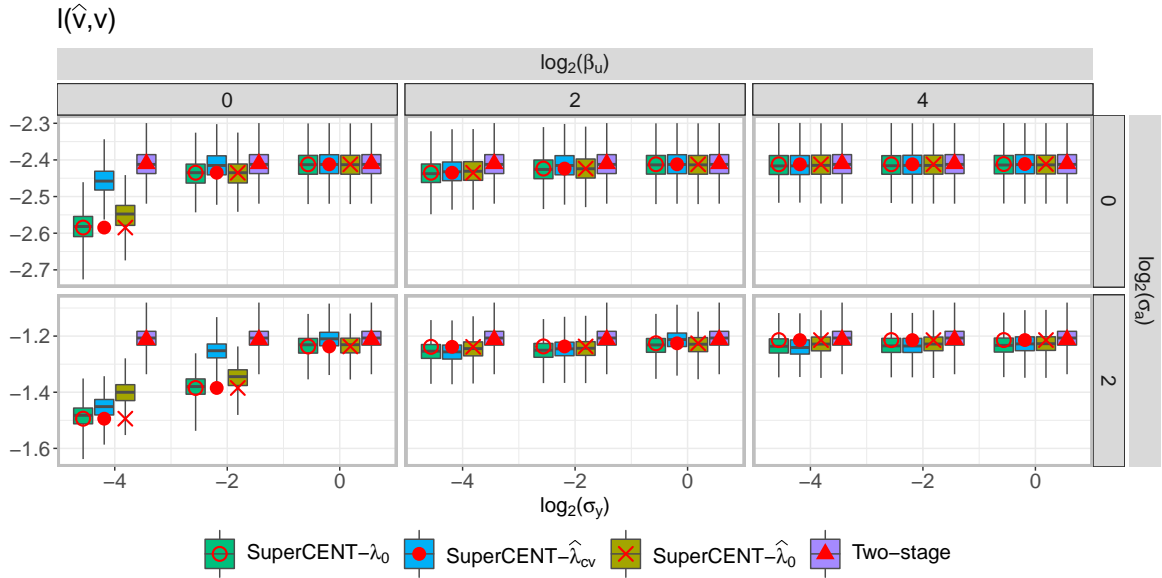 l(v̂,v)
log₂(βᵤ)
0 2 4
−2.3
−2.4
−2.5
−2.6
−2.7
0
−1.2
−1.4
−1.6
2
log₂(σₐ)
−4 −2 0 −4 −2 0 −4 −2 0
log₂(σ_y)
SuperCENT−λ₀ SuperCENT−λ̂_cv SuperCENT−λ̂₀ Two−stage